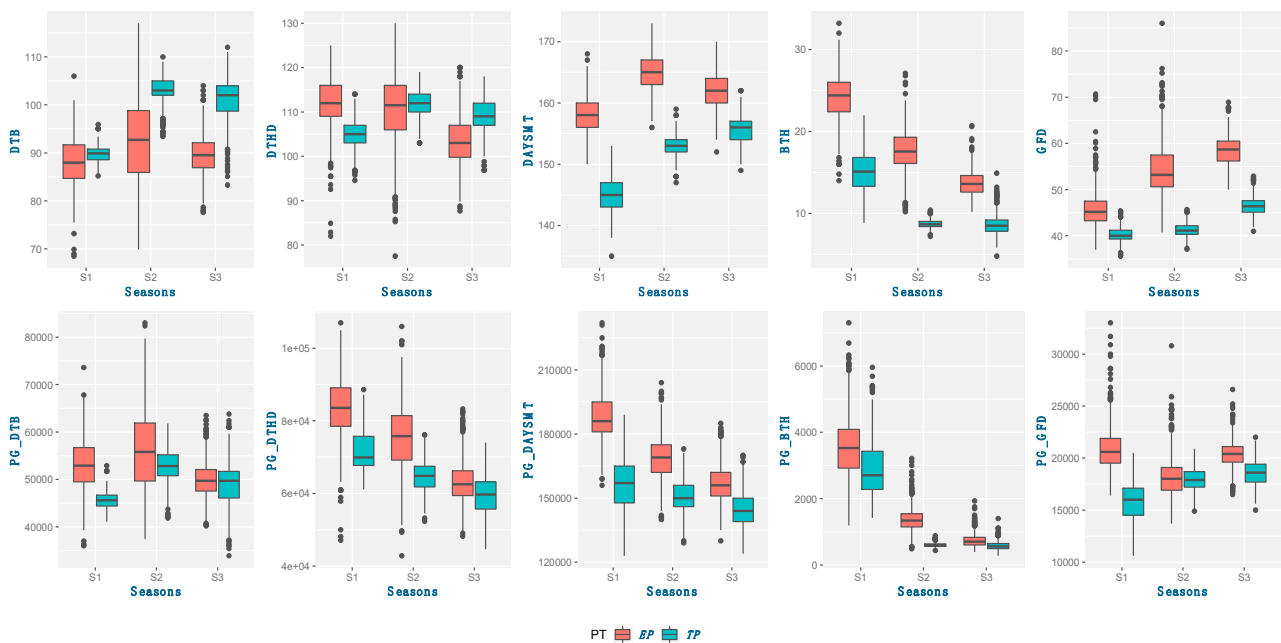 DTB
110
100
90
80
70
S1
S2
S3
Seasons
DTHD
130
120
110
100
90
80
S1
S2
S3
Seasons
DAYSMT
170
160
150
140
S1
S2
S3
Seasons
BTH
30
20
10
S1
S2
S3
Seasons
GFD
80
70
60
50
40
S1
S2
S3
Seasons
PG_DTB
80000
70000
60000
50000
40000
S1
S2
S3
Seasons
PG_DTHD
1e+05
8e+04
6e+04
4e+04
S1
S2
S3
Seasons
PG_DAYSMT
210000
180000
150000
120000
S1
S2
S3
Seasons
PG_BTH
6000
4000
2000
0
S1
S2
S3
Seasons
PG_GFD
30000
25000
20000
15000
10000
S1
S2
S3
Seasons
PT EP TP